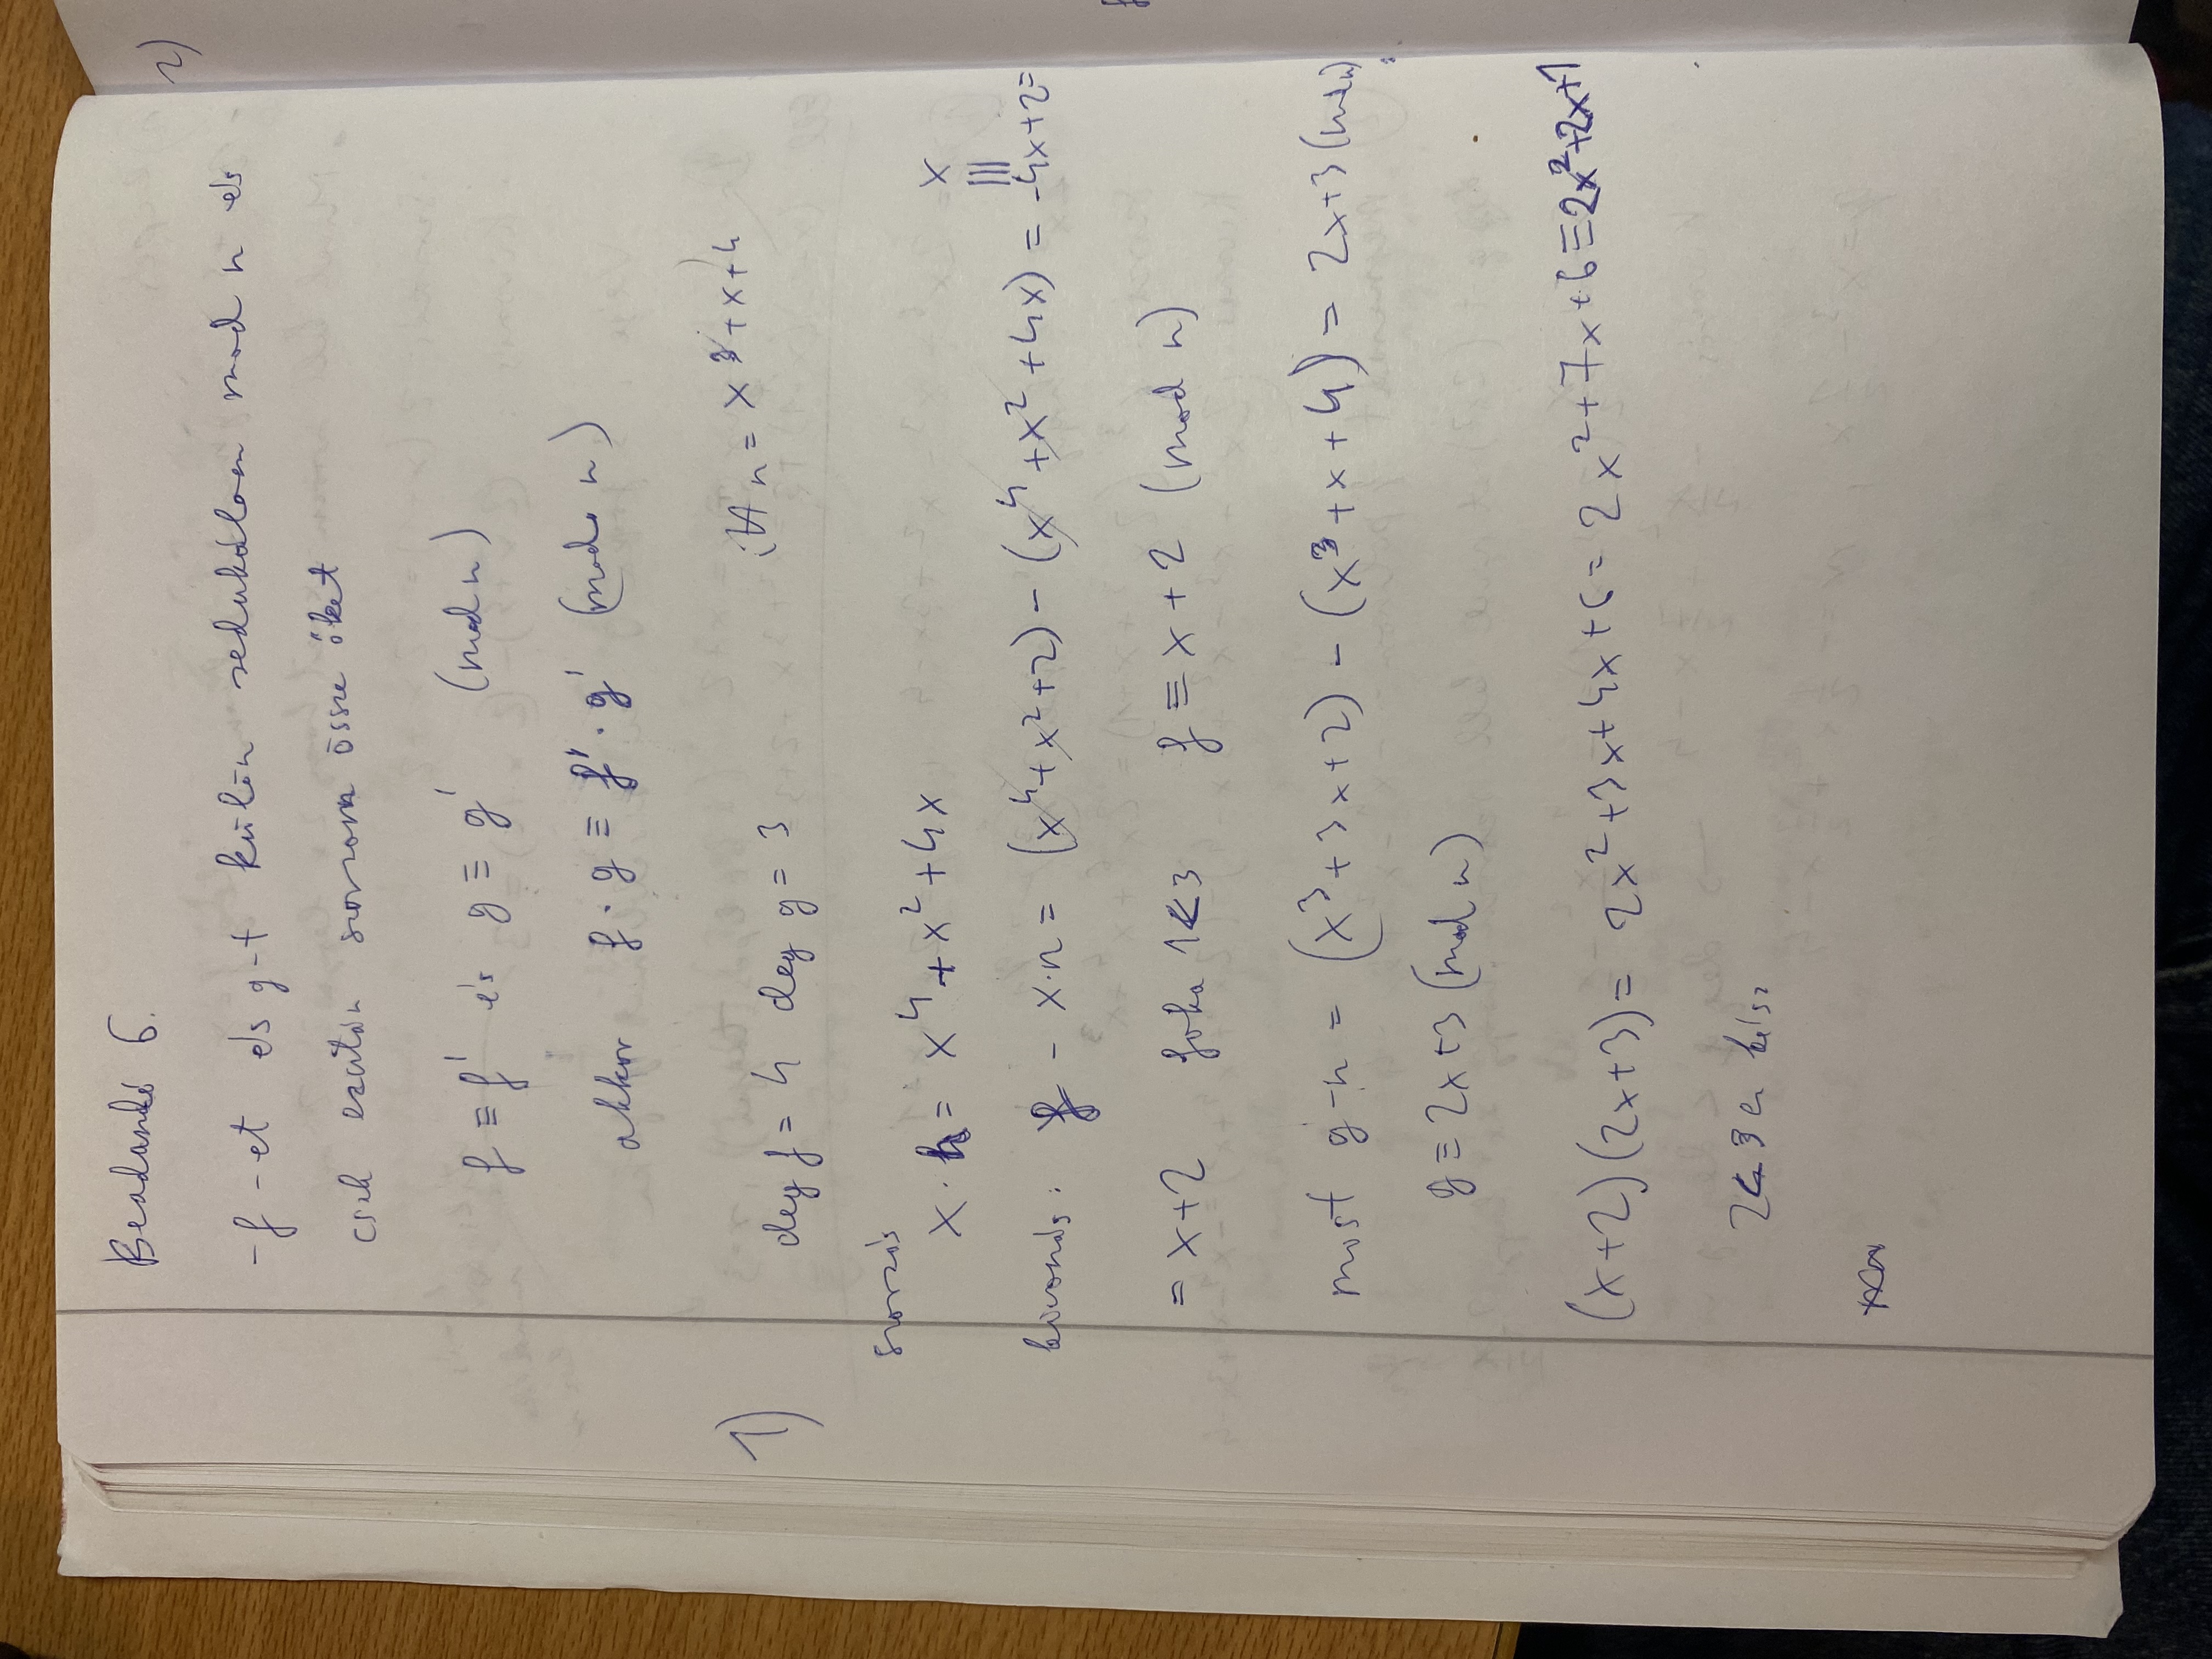 Beadandó 6.
- f - et és g-t külön redukálom mod n és
csak ezután szorzom össze őket
f ≡ f' és g ≡ g' (mod n)
akkor f · g ≡ f' · g' (mod n)
2)
1) deg f = 4 deg g = 3 n = x³+x+4
szorzás
x · n = x⁴ + x² + 4x
x
|||
kivonás: f - x·n = (x⁴+x²+2) - (x⁴+x²+4x) = -4x+2=
= x+2 foka 1<3 f ≡ x+2 (mod n)
most g-n = (x³+3x+2) - (x³+x+4) = 2x+3 (mod n)
g ≡ 2x+3 (mod n)
(x+2)(2x+3) = 2x²+3x+4x+6 = 2x²+7x+6 ≡ 2x²+2x+1
2<3 kész